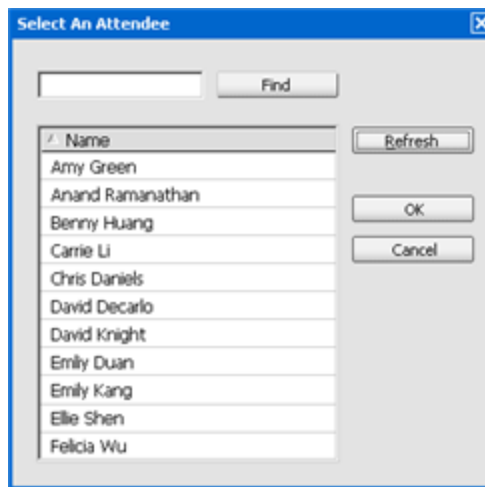 Select An Attendee
Find
Name
Refresh
Amy Green
Anand Ramanathan
Benny Huang
OK
Carrie Li
Cancel
Chris Daniels
David Decarlo
David Knight
Emily Duan
Emily Kang
Ellie Shen
Felicia Wu